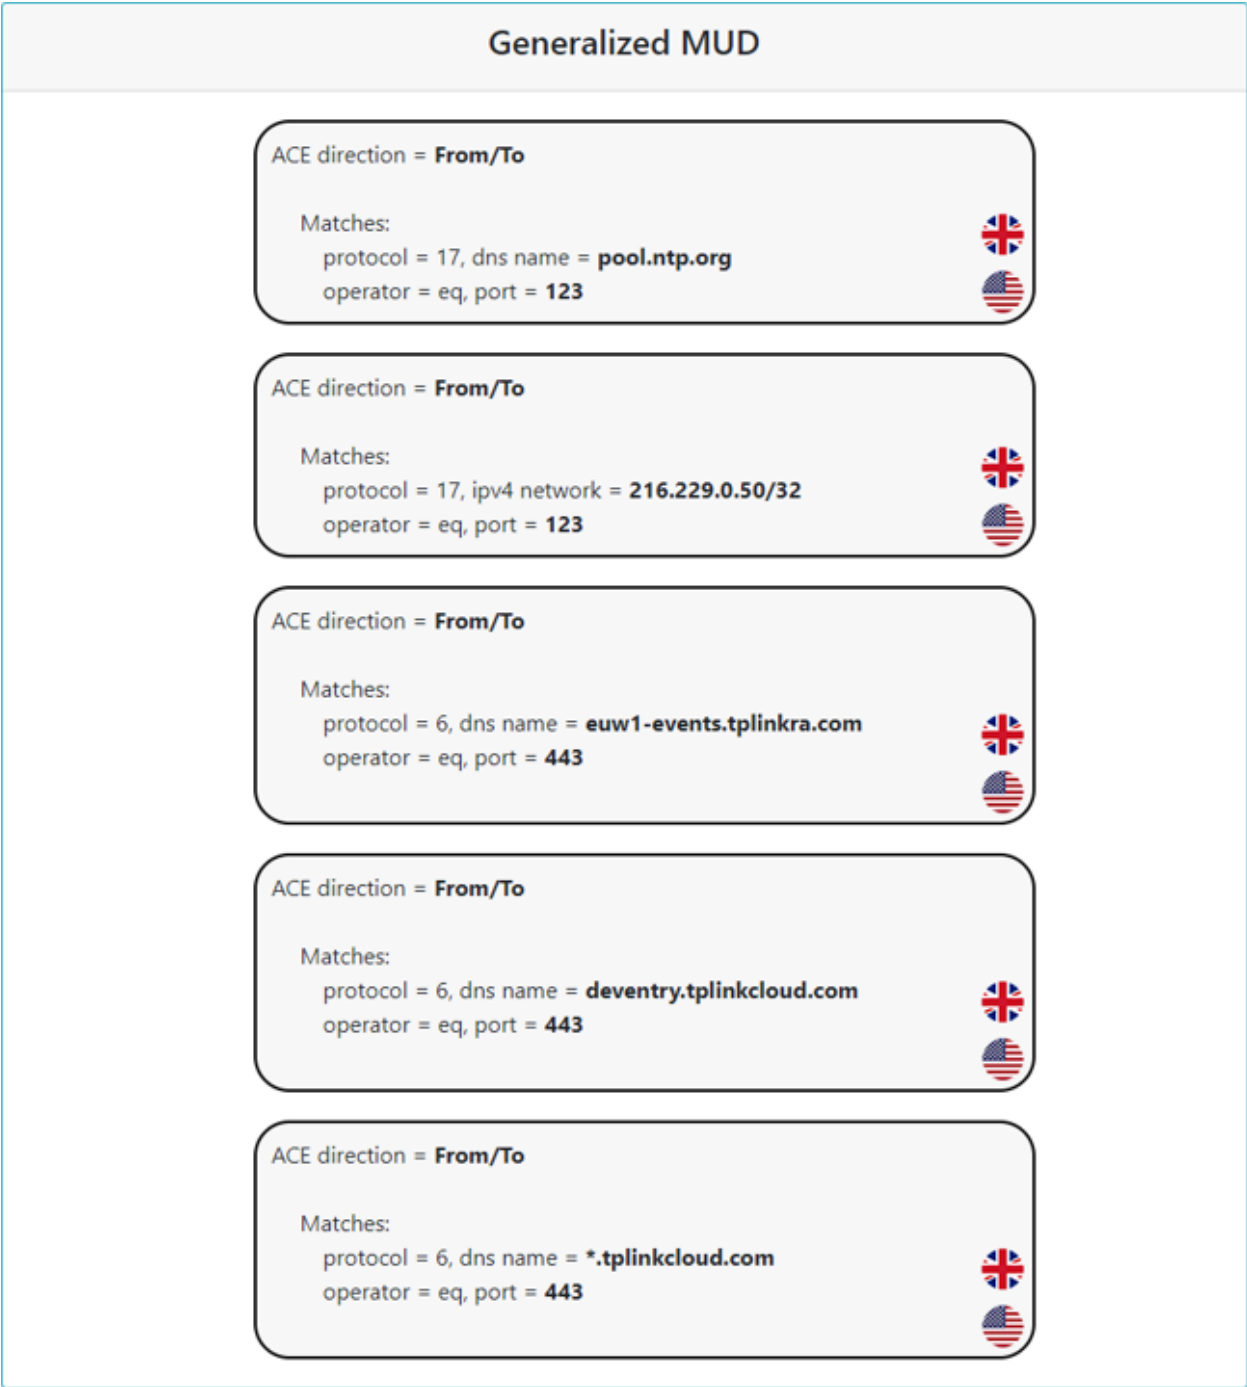 Generalized MUD
ACE direction = From/To
Matches:
protocol = 17, dns name = pool.ntp.org
operator = eq, port = 123
ACE direction = From/To
Matches:
protocol = 17, ipv4 network = 216.229.0.50/32
operator = eq, port = 123
ACE direction = From/To
Matches:
protocol = 6, dns name = euw1-events.tplinkra.com
operator = eq, port = 443
ACE direction = From/To
Matches:
protocol = 6, dns name = deventry.tplinkcloud.com
operator = eq, port = 443
ACE direction = From/To
Matches:
protocol = 6, dns name = *.tplinkcloud.com
operator = eq, port = 443